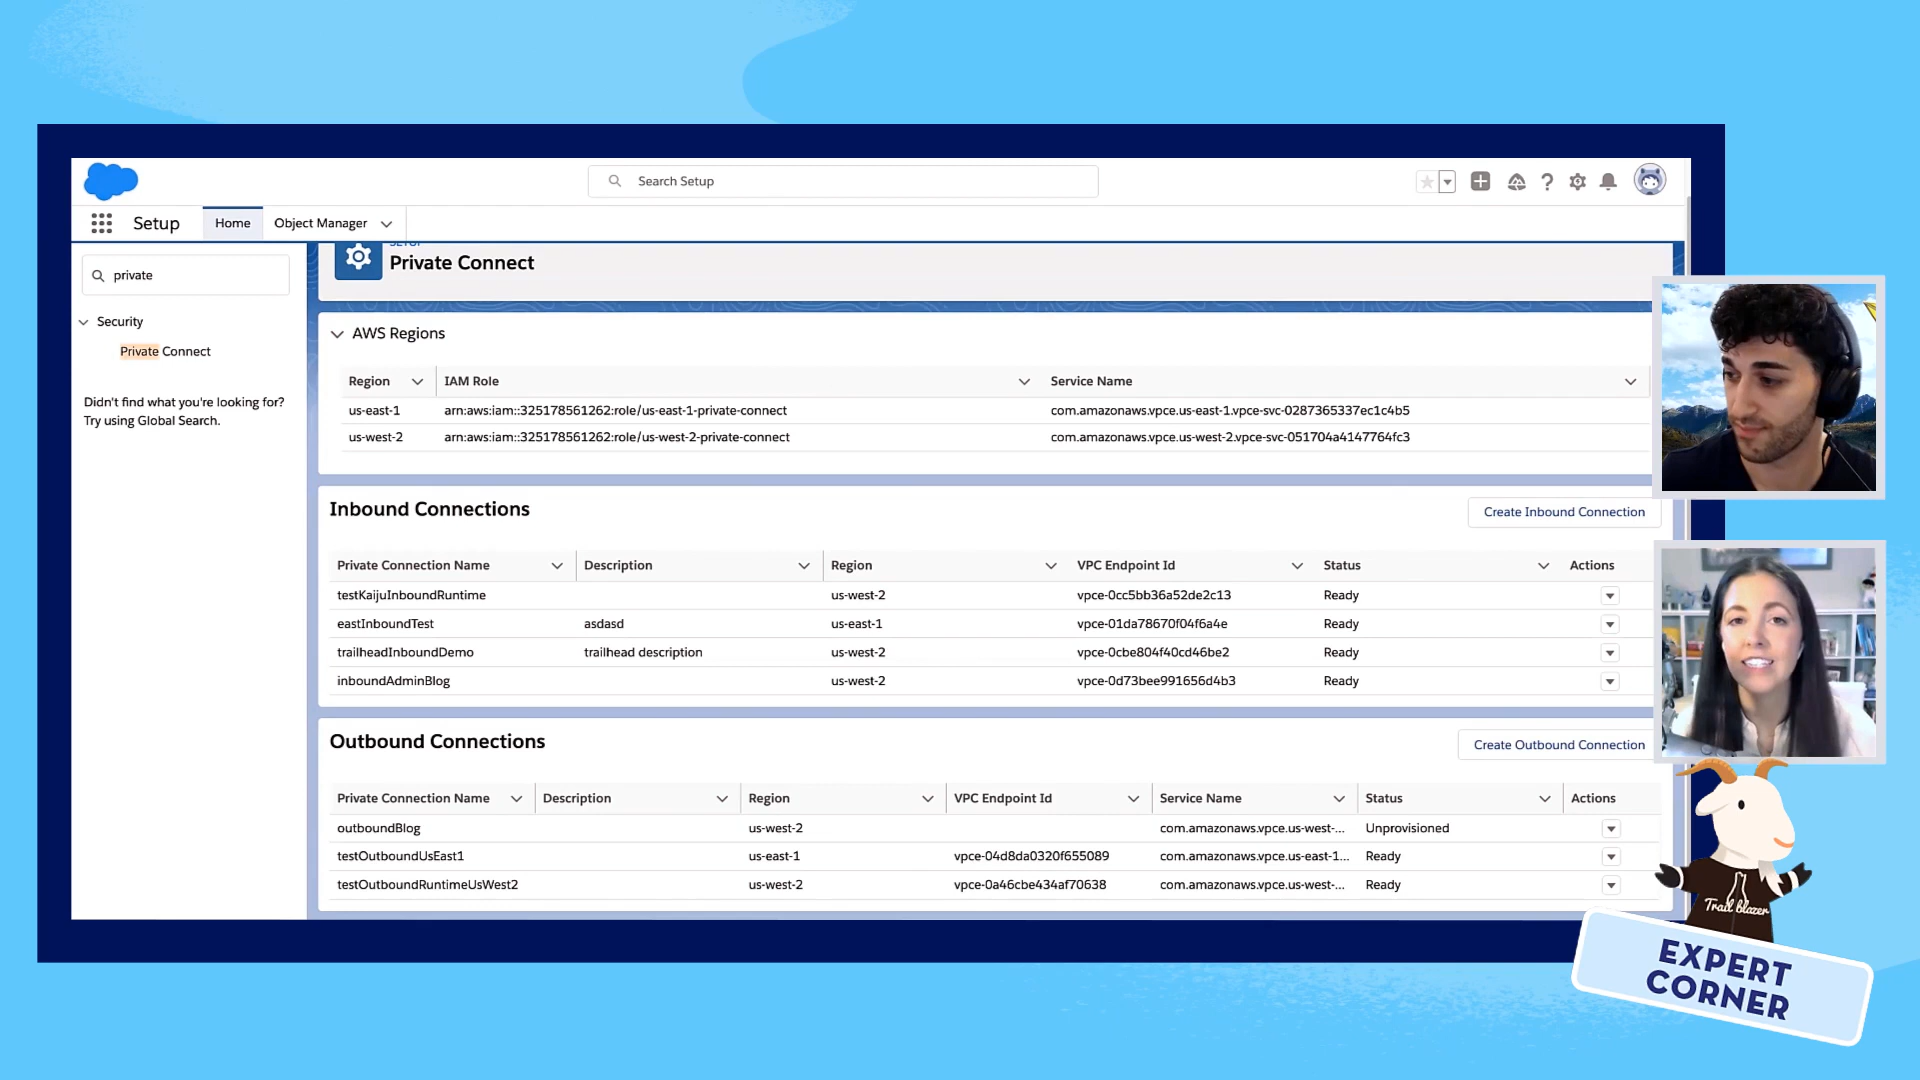 Search Setup
Setup
Home
Object Manager
private
Security
Private Connect
Didn't find what you're looking for?
Try using Global Search.
SETUP
Private Connect
AWS Regions
Region IAM Role Service Name
us-east-1 arn:aws:iam::325178561262:role/us-east-1-private-connect com.amazonaws.vpce.us-east-1.vpce-svc-0287365337ec1c4b5
us-west-2 arn:aws:iam::325178561262:role/us-west-2-private-connect com.amazonaws.vpce.us-west-2.vpce-svc-051704a4147764fc3
Inbound Connections
Create Inbound Connection
Private Connection Name Description Region VPC Endpoint Id Status Actions
testKaijuInboundRuntime us-west-2 vpce-0cc5bb36a52de2c13 Ready
eastInboundTest asdasd us-east-1 vpce-01da78670f04f6a4e Ready
trailheadInboundDemo trailhead description us-west-2 vpce-0cbe804f40cd46be2 Ready
inboundAdminBlog us-west-2 vpce-0d73bee991656d4b3 Ready
Outbound Connections
Create Outbound Connection
Private Connection Name Description Region VPC Endpoint Id Service Name Status Actions
outboundBlog us-west-2 com.amazonaws.vpce.us-west-... Unprovisioned
testOutboundUsEast1 us-east-1 vpce-04d8da0320f655089 com.amazonaws.vpce.us-east-1... Ready
testOutboundRuntimeUsWest2 us-west-2 vpce-0a46cbe434af70638 com.amazonaws.vpce.us-west-... Ready
Trailblazer
EXPERT
CORNER